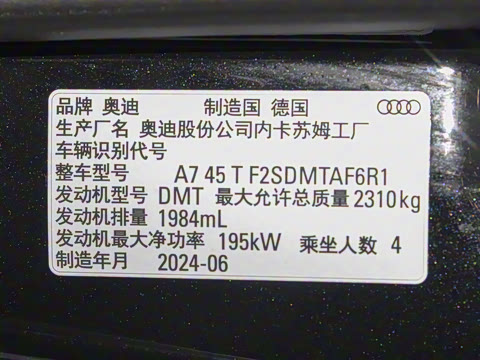 品牌 奥迪 制造国 德国
生产厂名 奥迪股份公司内卡苏姆工厂
车辆识别代号
整车型号 A7 45 T F2SDMTAF6R1
发动机型号 DMT 最大允许总质量 2310kg
发动机排量 1984mL
发动机最大净功率 195kW 乘坐人数 4
制造年月 2024-06